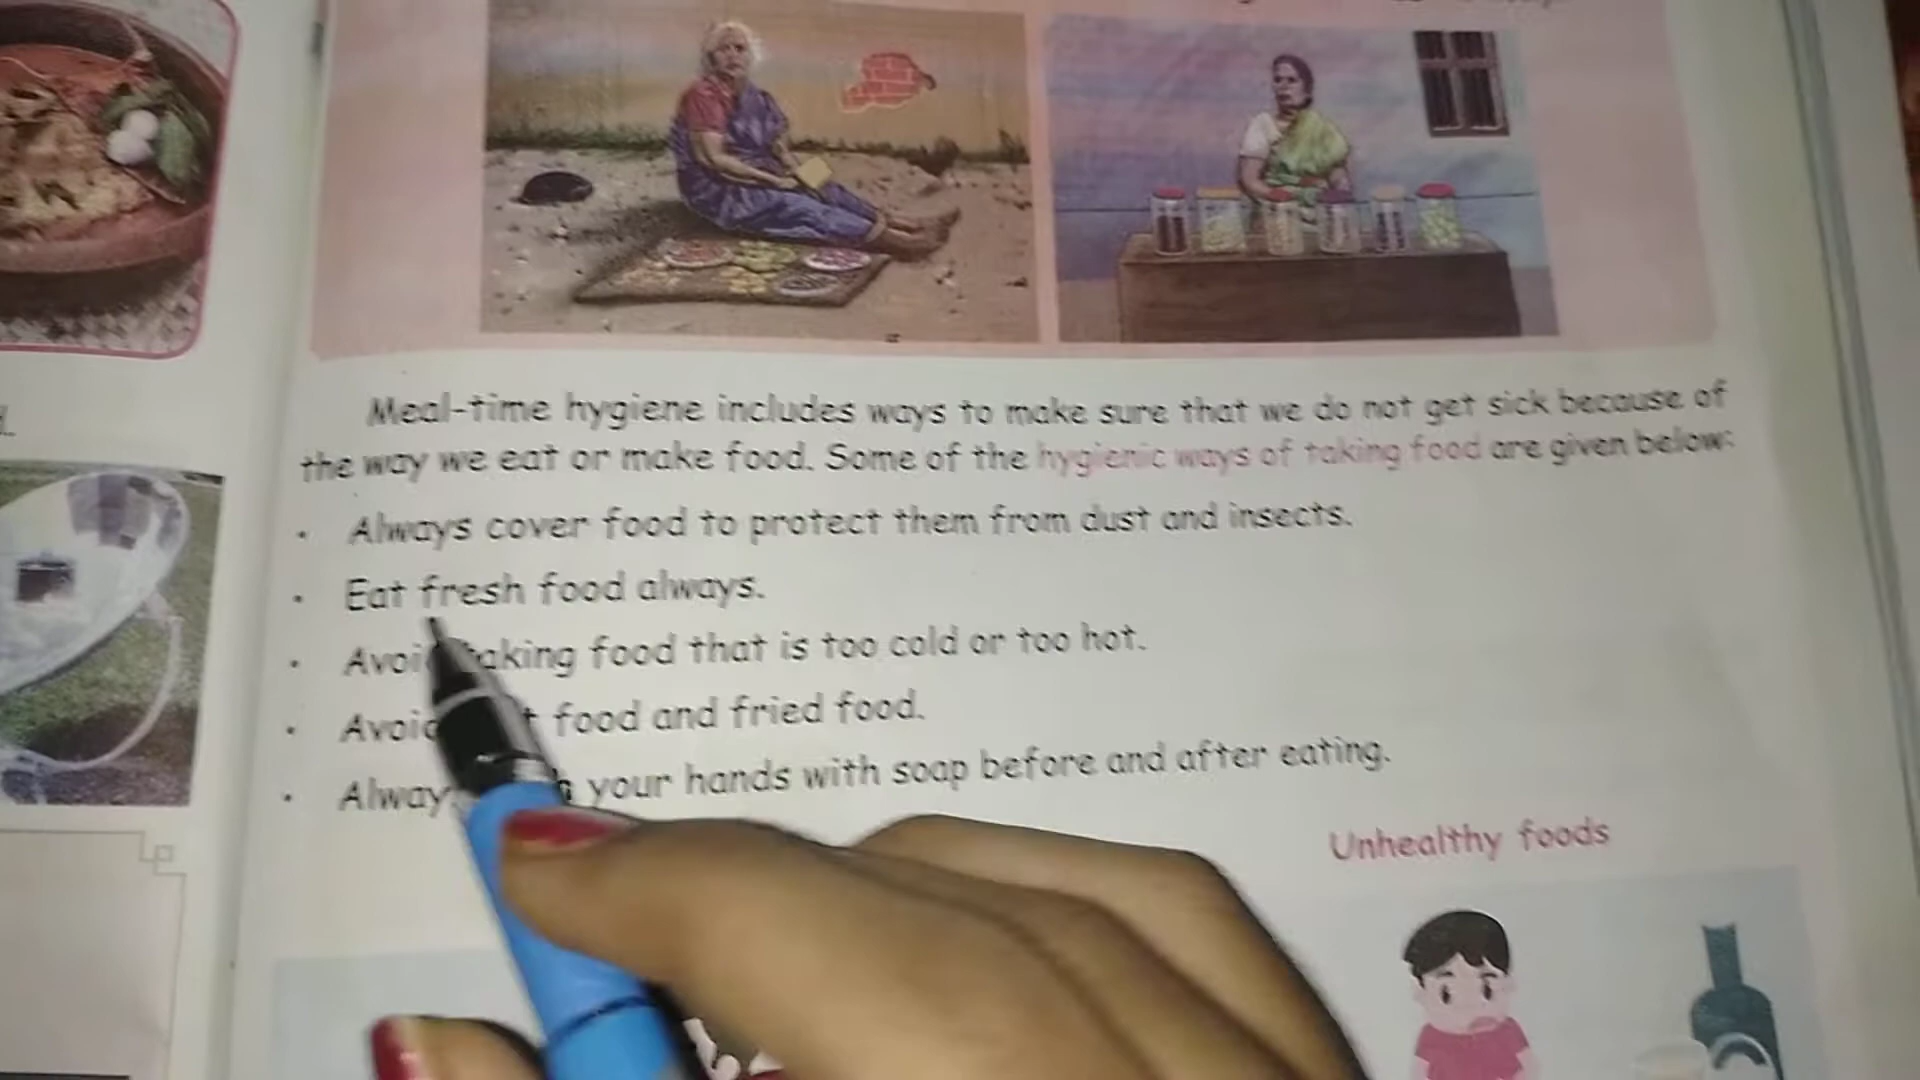 Meal-time hygiene includes ways to make sure that we do not get sick because of
the way we eat or make food. Some of the hygienic ways of taking food are given below:
• Always cover food to protect them from dust and insects.
• Eat fresh food always.
• Avoid taking food that is too cold or too hot.
• Avoid food and fried food.
• Always your hands with soap before and after eating.
Unhealthy foods